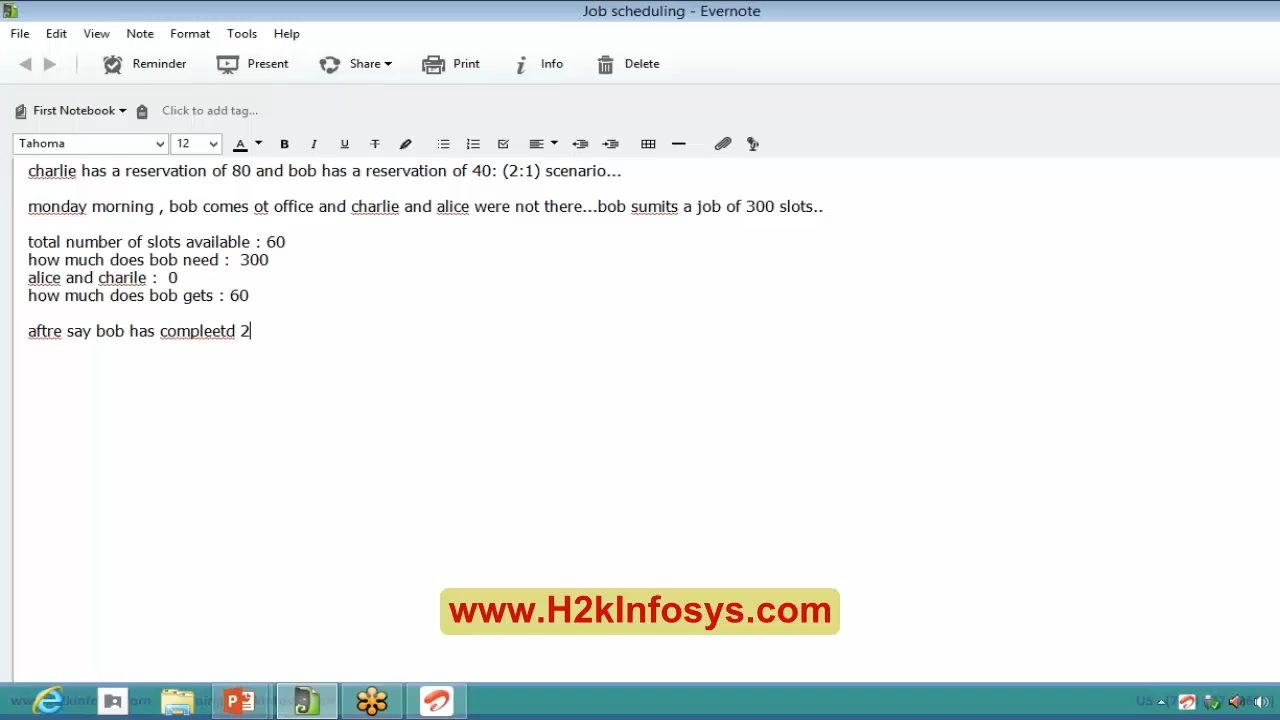 Job scheduling - Evernote
File Edit View Note Format Tools Help
Reminder Present Share Print Info Delete
First Notebook Click to add tag...
Tahoma 12 A B I U T
charlie has a reservation of 80 and bob has a reservation of 40: (2:1) scenario...
monday morning , bob comes ot office and charlie and alice were not there...bob sumits a job of 300 slots..
total number of slots available : 60
how much does bob need : 300
alice and charile : 0
how much does bob gets : 60
aftre say bob has compleetd 2
www.H2kInfosys.com
US